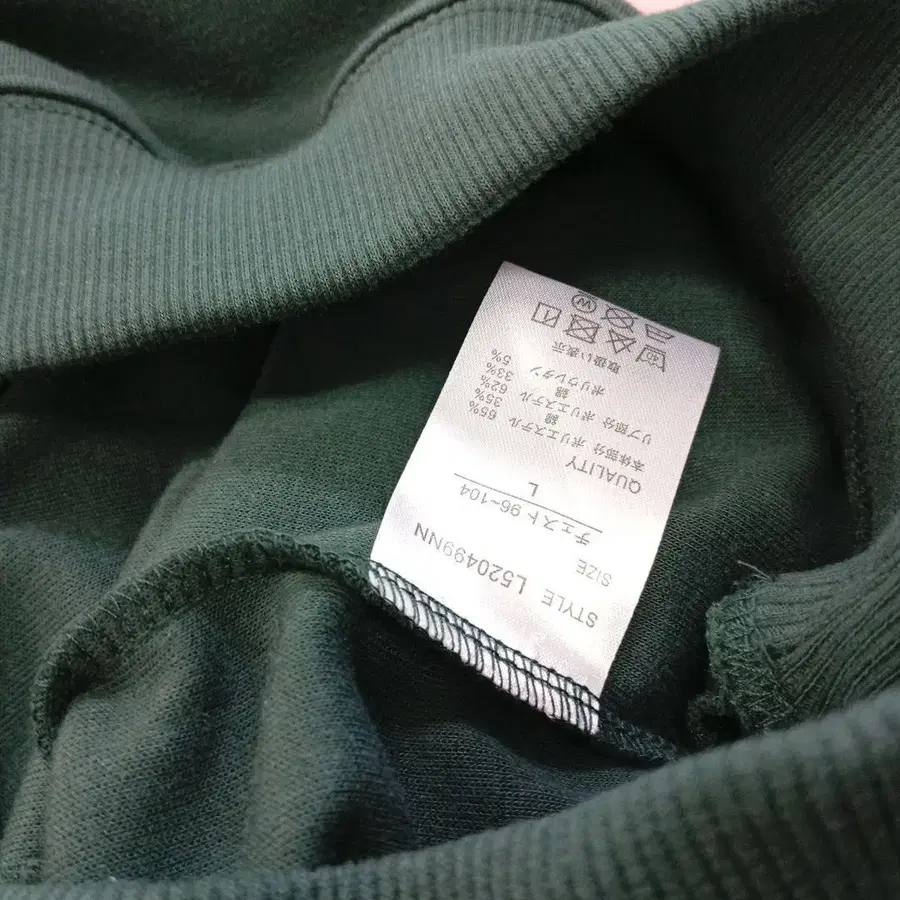 STYLE L520499NN
SIZE
チェスト 96~104
L
QUALITY
本体部分 ポリエステル 65%
綿 35%
リブ部分 ポリエステル 62%
綿 33%
ポリウレタン 5%
取扱い表示
40
W